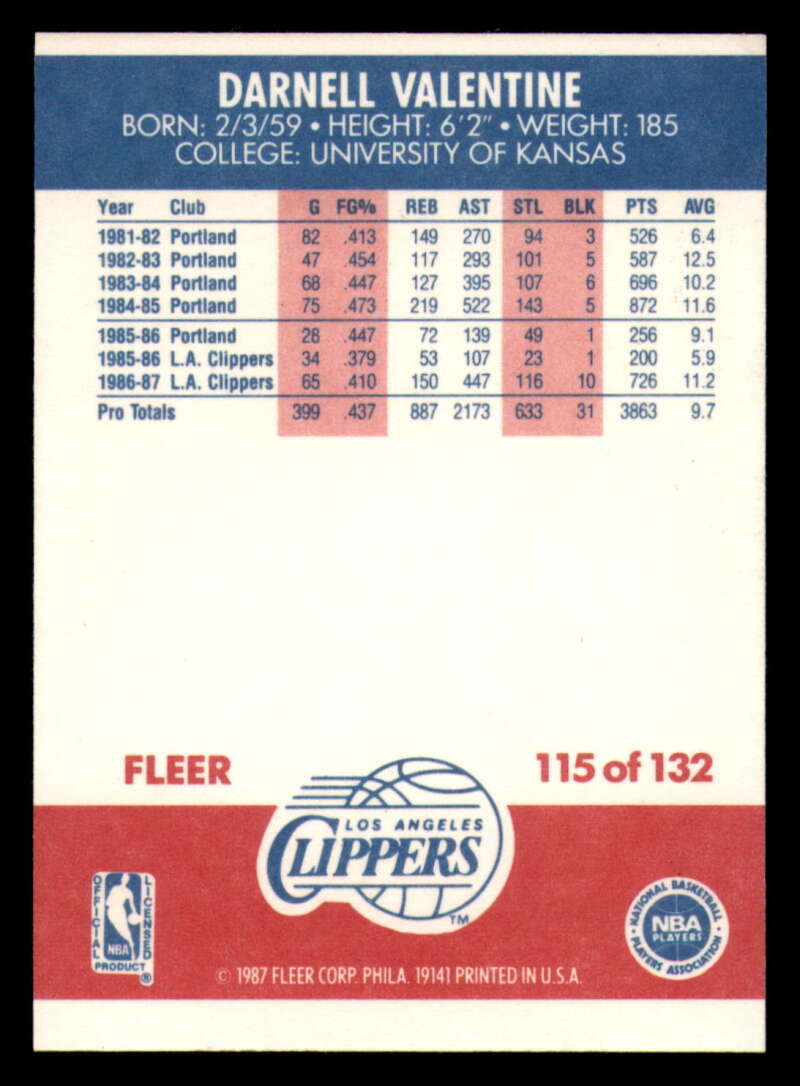 DARNELL VALENTINE
BORN: 2/3/59 • HEIGHT: 6'2" • WEIGHT: 185
COLLEGE: UNIVERSITY OF KANSAS
Year Club G FG% REB AST STL BLK PTS AVG
1981-82 Portland 82 .413 149 270 94 3 526 6.4
1982-83 Portland 47 .454 117 293 101 5 587 12.5
1983-84 Portland 68 .447 127 395 107 6 696 10.2
1984-85 Portland 75 .473 219 522 143 5 872 11.6
1985-86 Portland 28 .447 72 139 49 1 256 9.1
1985-86 L.A. Clippers 34 .379 53 107 23 1 200 5.9
1986-87 L.A. Clippers 65 .410 150 447 116 10 726 11.2
Pro Totals 399 .437 887 2173 633 31 3863 9.7
FLEER
115 of 132
LOS ANGELES
CLIPPERS
TM
OFFICIAL
LICENSED
NBA
PRODUCT
®
• NATIONAL BASKETBALL •
NBA
PLAYERS
PLAYERS ASSOCIATION
© 1987 FLEER CORP. PHILA. 19141 PRINTED IN U.S.A.